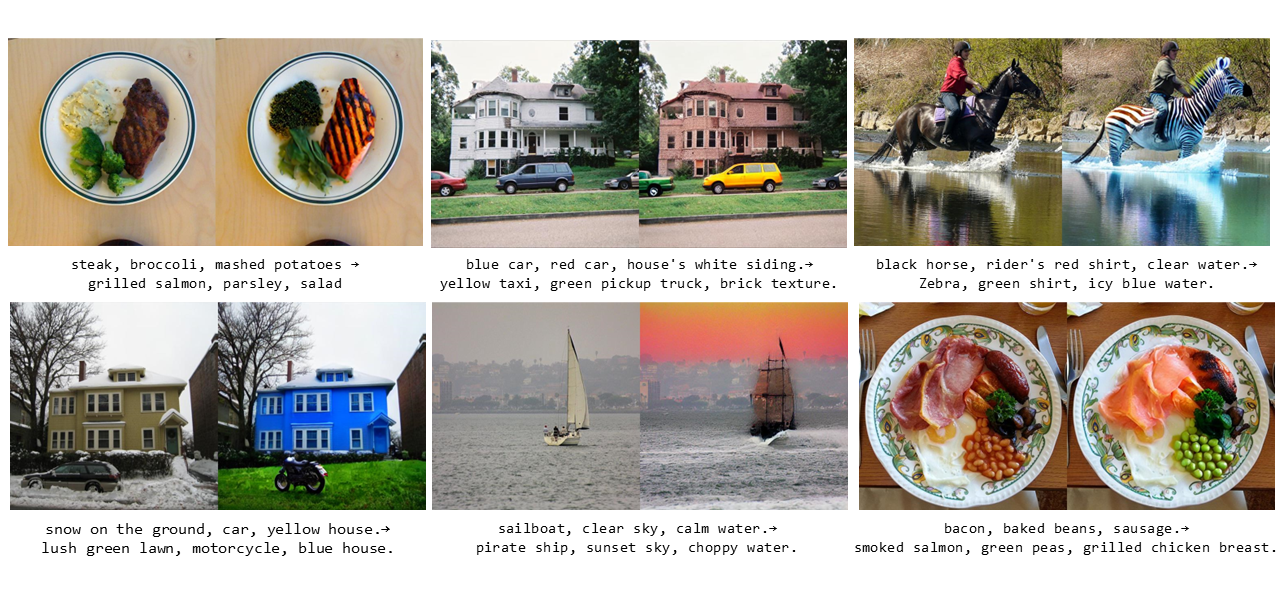 steak, broccoli, mashed potatoes →
grilled salmon, parsley, salad
blue car, red car, house's white siding.→
yellow taxi, green pickup truck, brick texture.
black horse, rider's red shirt, clear water.→
Zebra, green shirt, icy blue water.
snow on the ground, car, yellow house.→
lush green lawn, motorcycle, blue house.
sailboat, clear sky, calm water.→
pirate ship, sunset sky, choppy water.
bacon, baked beans, sausage.→
smoked salmon, green peas, grilled chicken breast.